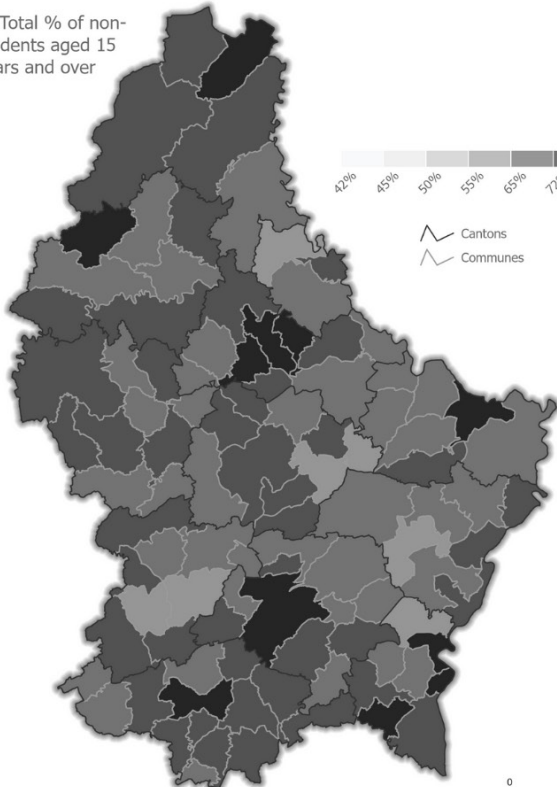 Total % of non-
dents aged 15
ars and over
42%
45%
50%
55%
65%
Cantons
Communes
0